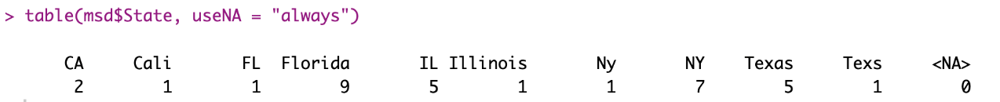 > table(msd$State, useNA = "always")
CA Cali FL Florida IL Illinois Ny NY Texas Texs <NA>
2 1 1 9 5 1 1 7 5 1 0